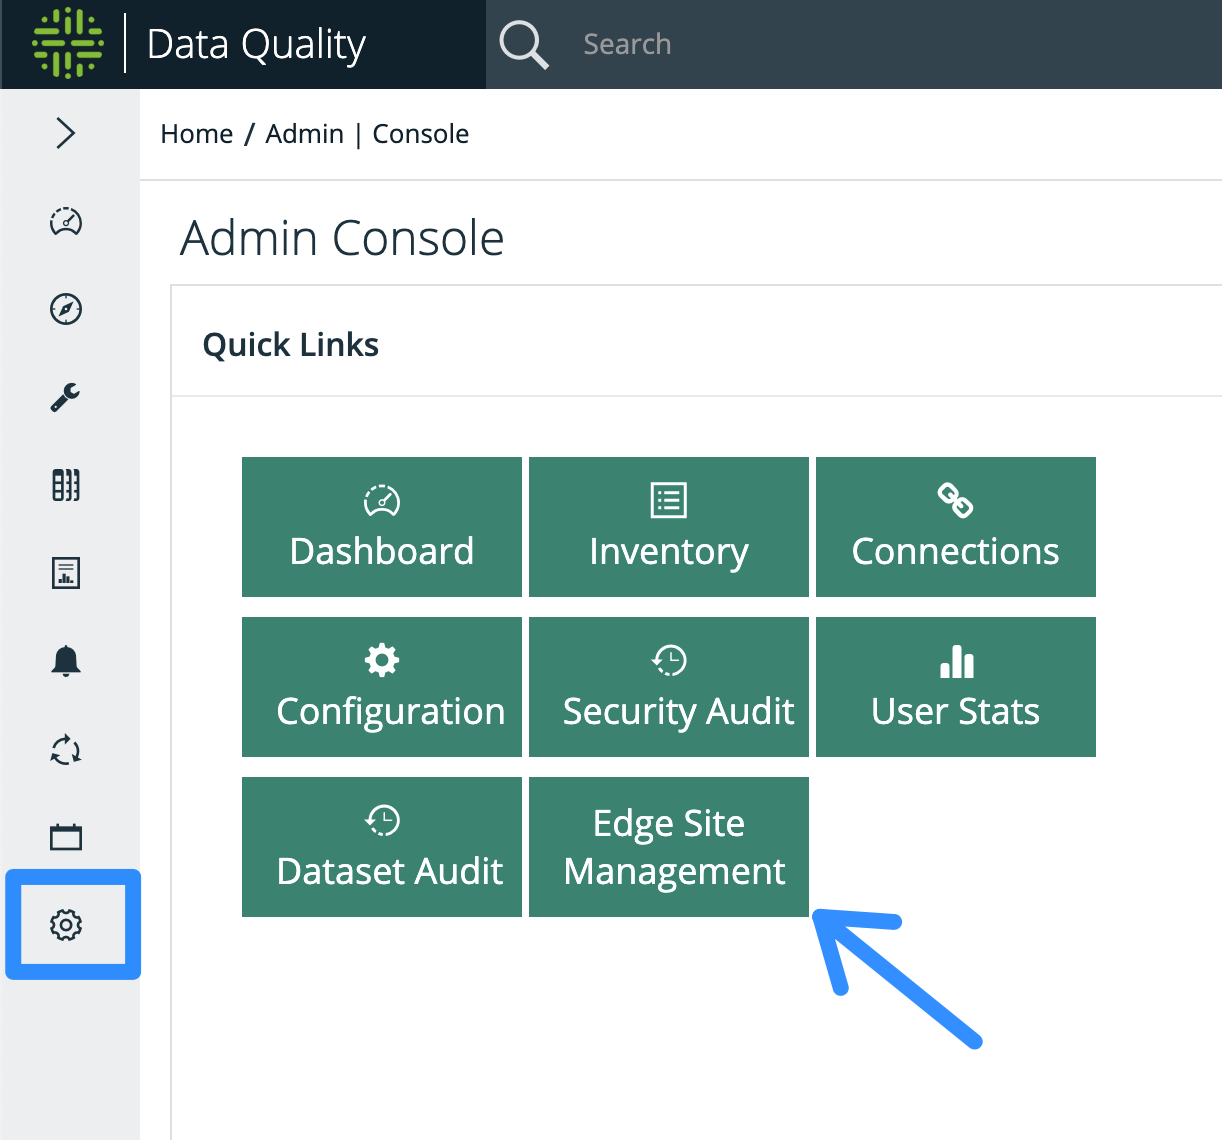 Data Quality
Search
Home / Admin | Console
Admin Console
Quick Links
Dashboard
Inventory
Connections
Configuration
Security Audit
User Stats
Dataset Audit
Edge Site
Management